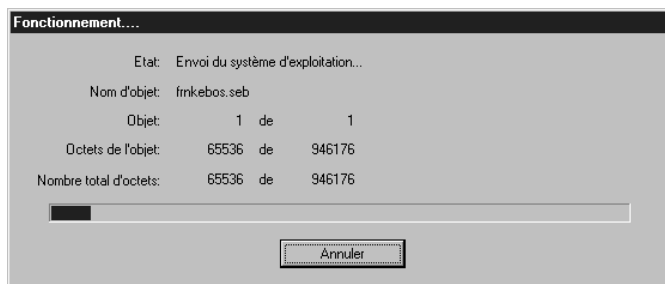 Fonctionnement....
Etat: Envoi du système d'exploitation...
Nom d'objet: frnkebos.seb
Objet: 1 de 1
Octets de l'objet: 65536 de 946176
Nombre total d'octets: 65536 de 946176
Annuler